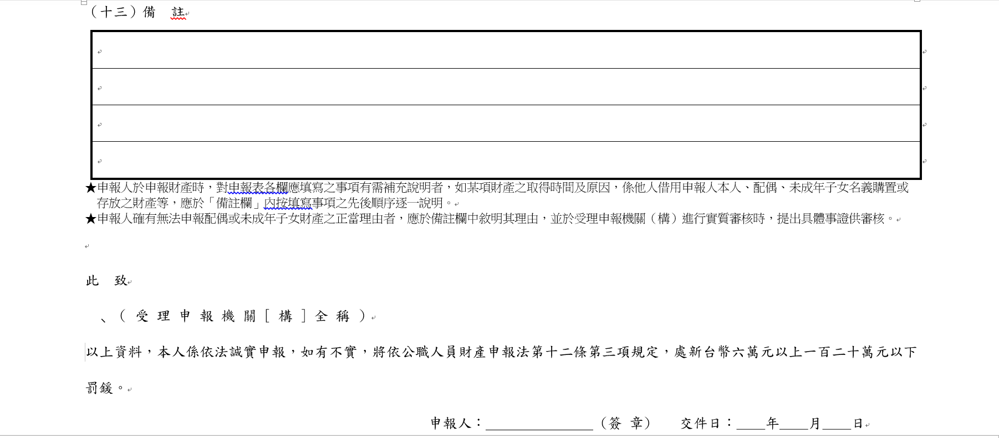 （十三）備　註
★申報人於申報財產時，對申報表各欄應填寫之事項有需補充說明者，如某項財產之取得時間及原因，係他人借用申報人本人、配偶、未成年子女名義購置或
存放之財產等，應於「備註欄」內按填寫事項之先後順序逐一說明。
★申報人確有無法申報配偶或未成年子女財產之正當理由者，應於備註欄中敘明其理由，並於受理申報機關（構）進行實質審核時，提出具體事證供審核。
此　致
、（ 受 理 申 報 機 關 [ 構 ] 全 稱 ）
以上資料，本人係依法誠實申報，如有不實，將依公職人員財產申報法第十二條第三項規定，處新台幣六萬元以上一百二十萬元以下
罰鍰。
申報人：_______________（簽 章）　交件日：____年____月____日